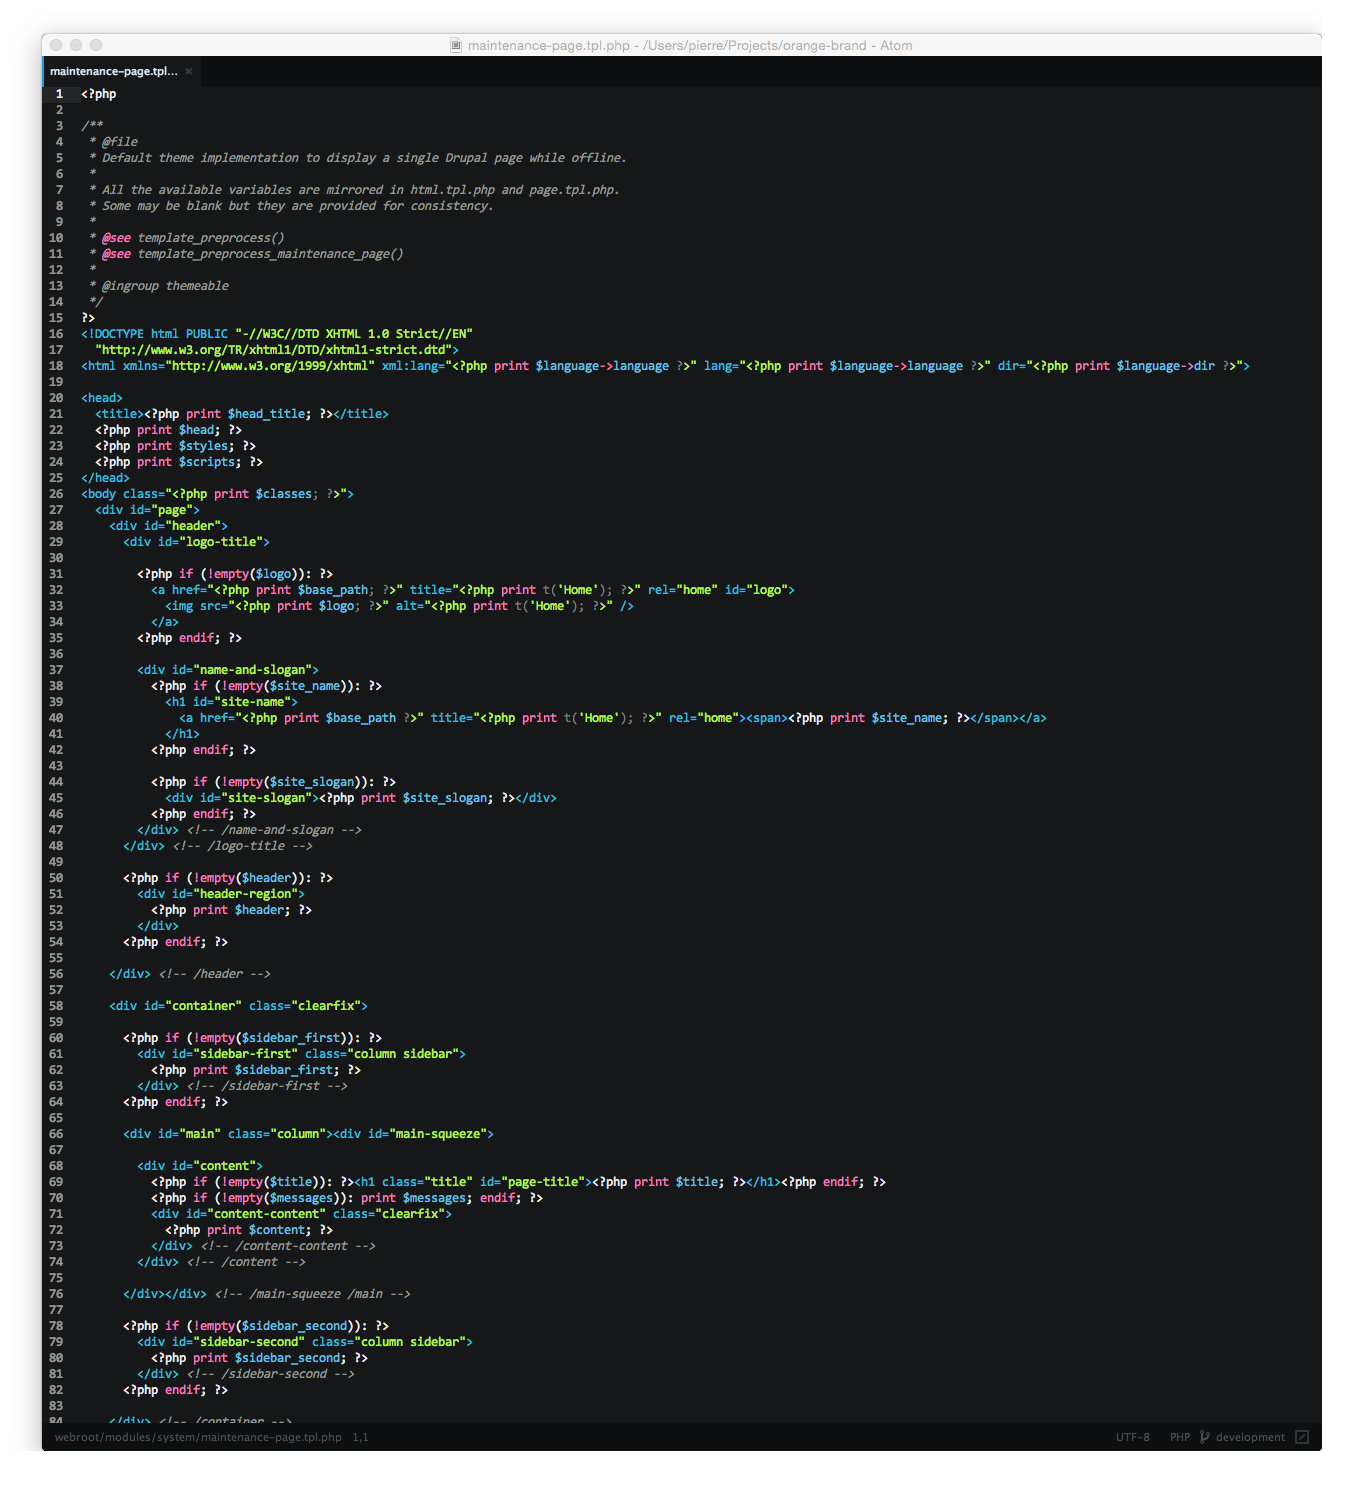 maintenance-page.tpl.php - /Users/pierre/Projects/orange-brand - Atom
maintenance-page.tpl... ×
1 <?php
2
3 /**
4  * @file
5  * Default theme implementation to display a single Drupal page while offline.
6  *
7  * All the available variables are mirrored in html.tpl.php and page.tpl.php.
8  * Some may be blank but they are provided for consistency.
9  *
10  * @see template_preprocess()
11  * @see template_preprocess_maintenance_page()
12  *
13  * @ingroup themeable
14  */
15 ?>
16 <!DOCTYPE html PUBLIC "-//W3C//DTD XHTML 1.0 Strict//EN"
17   "http://www.w3.org/TR/xhtml1/DTD/xhtml1-strict.dtd">
18 <html xmlns="http://www.w3.org/1999/xhtml" xml:lang="<?php print $language->language ?>" lang="<?php print $language->language ?>" dir="<?php print $language->dir ?>">
19
20 <head>
21   <title><?php print $head_title; ?></title>
22   <?php print $head; ?>
23   <?php print $styles; ?>
24   <?php print $scripts; ?>
25 </head>
26 <body class="<?php print $classes; ?>">
27   <div id="page">
28     <div id="header">
29       <div id="logo-title">
30
31         <?php if (!empty($logo)): ?>
32           <a href="<?php print $base_path; ?>" title="<?php print t('Home'); ?>" rel="home" id="logo">
33             <img src="<?php print $logo; ?>" alt="<?php print t('Home'); ?>" />
34           </a>
35         <?php endif; ?>
36
37         <div id="name-and-slogan">
38           <?php if (!empty($site_name)): ?>
39             <h1 id="site-name">
40               <a href="<?php print $base_path ?>" title="<?php print t('Home'); ?>" rel="home"><span><?php print $site_name; ?></span></a>
41             </h1>
42           <?php endif; ?>
43
44           <?php if (!empty($site_slogan)): ?>
45             <div id="site-slogan"><?php print $site_slogan; ?></div>
46           <?php endif; ?>
47         </div> <!-- /name-and-slogan -->
48       </div> <!-- /logo-title -->
49
50       <?php if (!empty($header)): ?>
51         <div id="header-region">
52           <?php print $header; ?>
53         </div>
54       <?php endif; ?>
55
56     </div> <!-- /header -->
57
58     <div id="container" class="clearfix">
59
60       <?php if (!empty($sidebar_first)): ?>
61         <div id="sidebar-first" class="column sidebar">
62           <?php print $sidebar_first; ?>
63         </div> <!-- /sidebar-first -->
64       <?php endif; ?>
65
66       <div id="main" class="column"><div id="main-squeeze">
67
68         <div id="content">
69           <?php if (!empty($title)): ?><h1 class="title" id="page-title"><?php print $title; ?></h1><?php endif; ?>
70           <?php if (!empty($messages)): print $messages; endif; ?>
71           <div id="content-content" class="clearfix">
72             <?php print $content; ?>
73           </div> <!-- /content-content -->
74         </div> <!-- /content -->
75
76       </div></div> <!-- /main-squeeze /main -->
77
78       <?php if (!empty($sidebar_second)): ?>
79         <div id="sidebar-second" class="column sidebar">
80           <?php print $sidebar_second; ?>
81         </div> <!-- /sidebar-second -->
82       <?php endif; ?>
83
84     </div> <!-- /container -->
webroot/modules/system/maintenance-page.tpl.php 1,1 UTF-8 PHP development